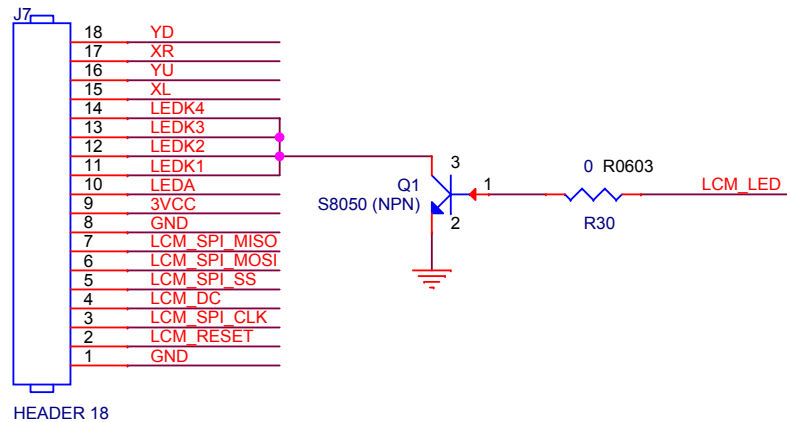 J7
18 YD
17 XR
16 YU
15 XL
14 LEDK4
13 LEDK3
12 LEDK2
11 LEDK1
10 LEDA
9 3VCC
8 GND
7 LCM_SPI_MISO
6 LCM_SPI_MOSI
5 LCM_SPI_SS
4 LCM_DC
3 LCM_SPI_CLK
2 LCM_RESET
1 GND
HEADER 18
3
Q1
1
S8050 (NPN)
2
0 R0603
R30
LCM_LED